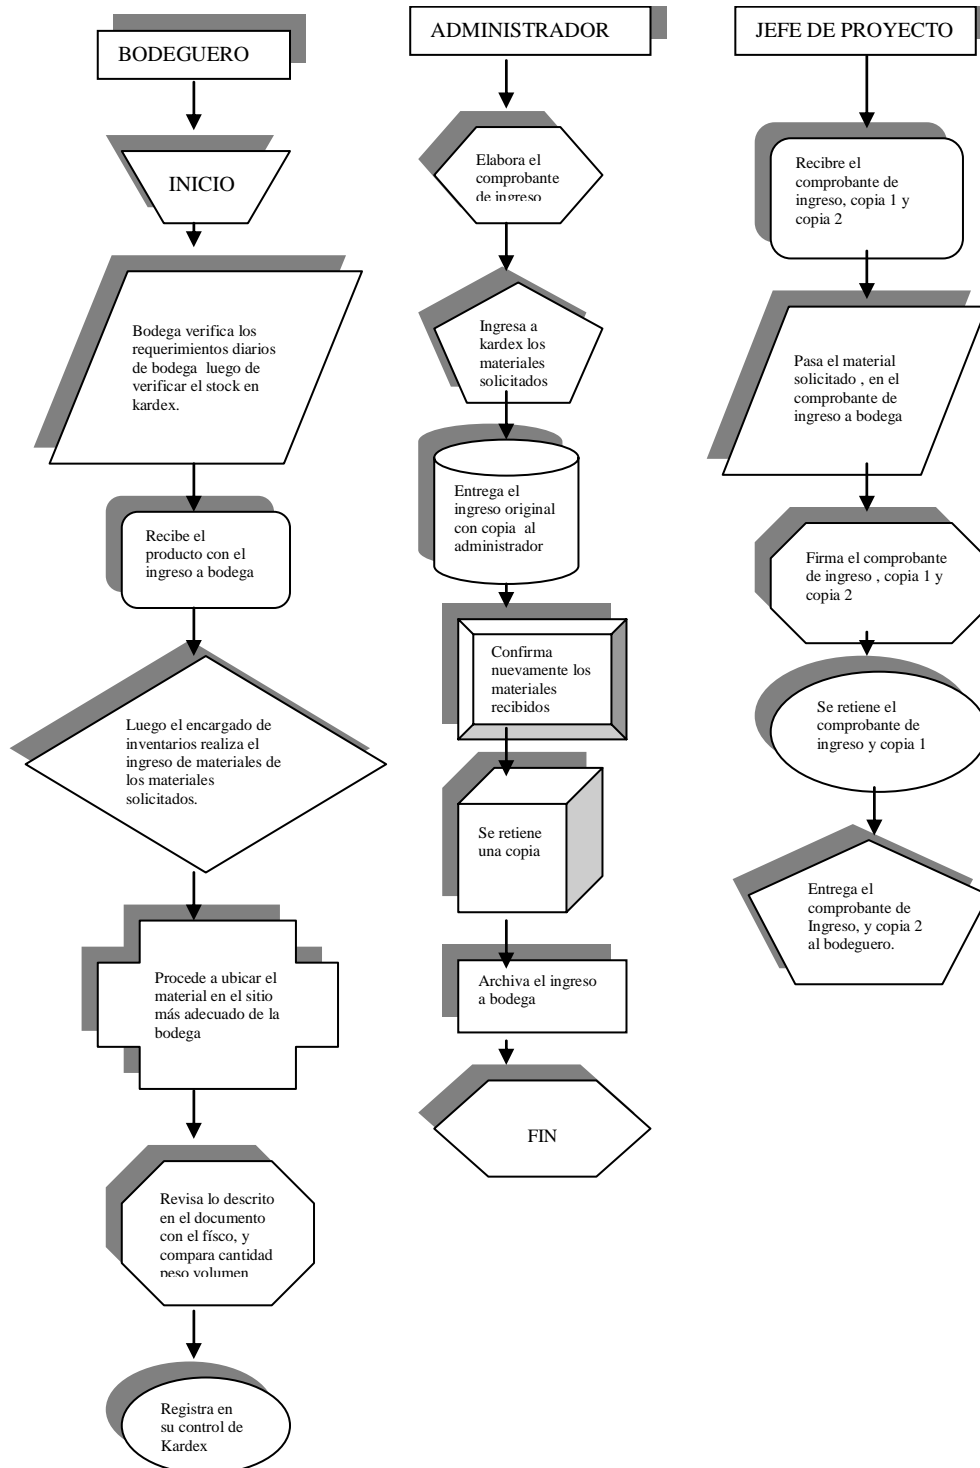 BODEGUERO
INICIO
Bodega verifica los
requerimientos diarios
de bodega luego de
verificar el stock en
kardex.
Recibe el
producto con el
ingreso a bodega
Luego el encargado de
inventarios realiza el
ingreso de materiales de
los materiales
solicitados.
Procede a ubicar el
material en el sitio
más adecuado de la
bodega
Revisa lo descrito
en el documento
con el físco, y
compara cantidad
peso volumen
Registra en
su control de
Kardex
ADMINISTRADOR
Elabora el
comprobante
de ingreso
Ingresa a
kardex los
materiales
solicitados
Entrega el
ingreso original
con copia al
administrador
Confirma
nuevamente los
materiales
recibidos
Se retiene
una copia
Archiva el ingreso
a bodega
FIN
JEFE DE PROYECTO
Recibre el
comprobante de
ingreso, copia 1 y
copia 2
Pasa el material
solicitado , en el
comprobante de
ingreso a bodega
Firma el comprobante
de ingreso , copia 1 y
copia 2
Se retiene el
comprobante de
ingreso y copia 1
Entrega el
comprobante de
Ingreso, y copia 2
al bodeguero.